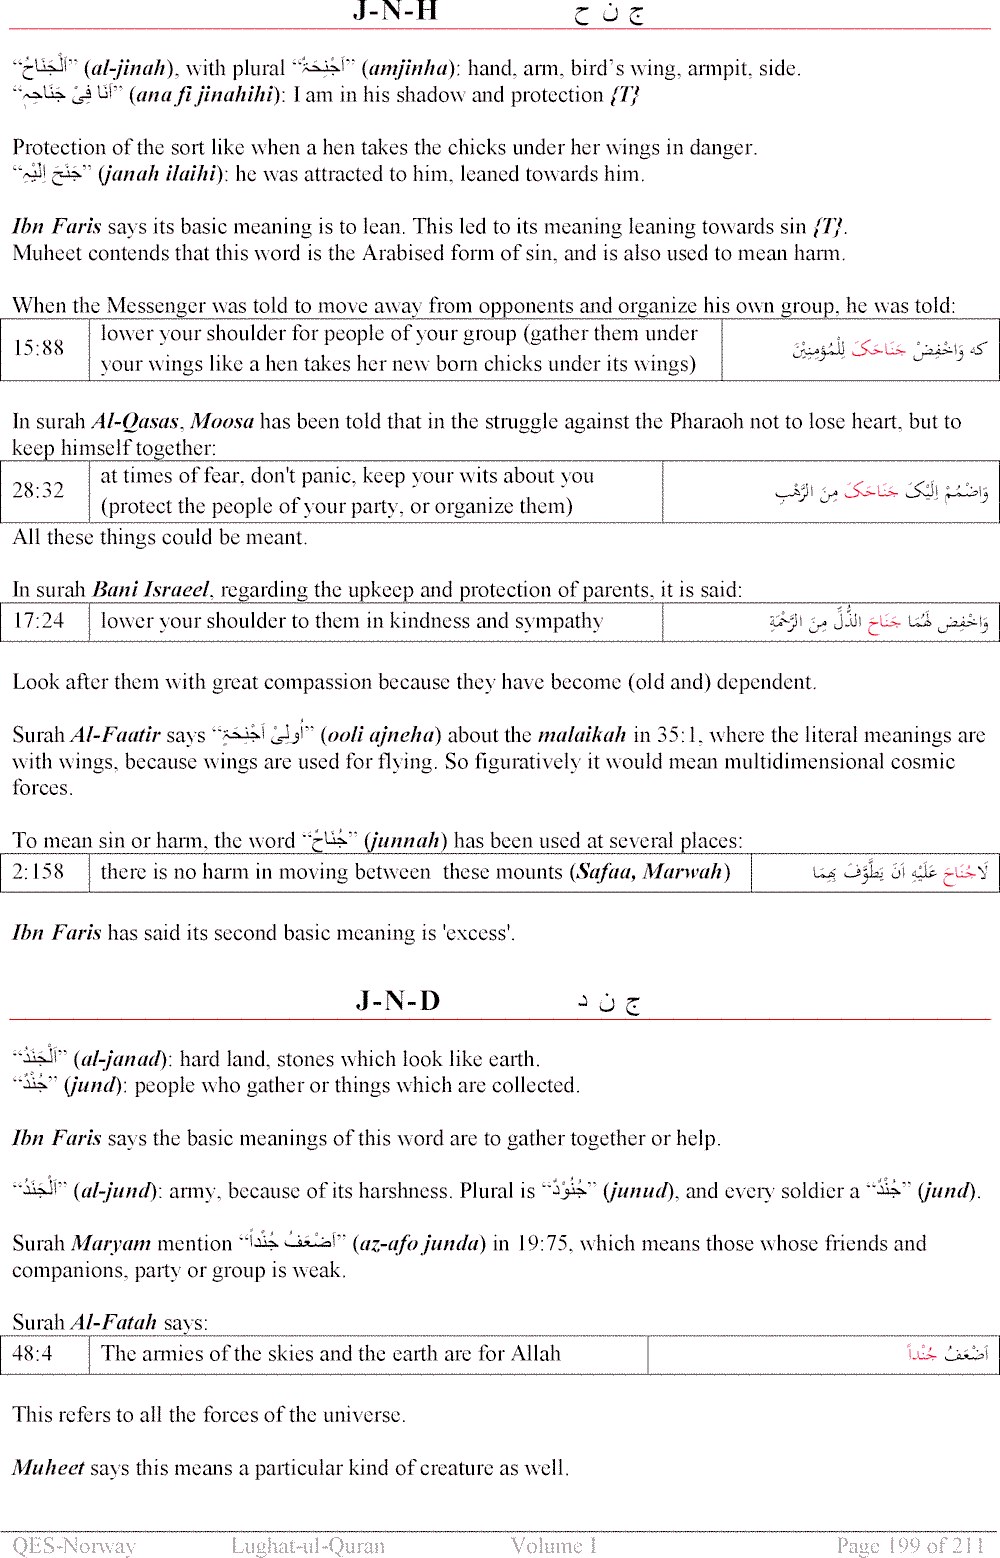 J-N-H ج ن ح
“اَلْجَنَاحُ” (al-jinah), with plural “اَجْنِحَۃٌ” (amjinha): hand, arm, bird's wing, armpit, side.
“اَنَا فِیْ جَنَاحِہٖ” (ana fi jinahihi): I am in his shadow and protection {T}
Protection of the sort like when a hen takes the chicks under her wings in danger.
“جَنَحَ اِلَیْہِ” (janah ilaihi): he was attracted to him, leaned towards him.
Ibn Faris says its basic meaning is to lean. This led to its meaning leaning towards sin {T}.
Muheet contends that this word is the Arabised form of sin, and is also used to mean harm.
When the Messenger was told to move away from opponents and organize his own group, he was told:
15:88 lower your shoulder for people of your group (gather them under your wings like a hen takes her new born chicks under its wings) کہ وَاخْفِضْ جَنَاحَکَ لِلْمُؤمِنِیْنَ
In surah Al-Qasas, Moosa has been told that in the struggle against the Pharaoh not to lose heart, but to
keep himself together:
28:32 at times of fear, don't panic, keep your wits about you (protect the people of your party, or organize them) وَاضْمُمْ اِلَیْکَ جَنَاحَکَ مِنَ الرَّھْبِ
All these things could be meant.
In surah Bani Israeel, regarding the upkeep and protection of parents, it is said:
17:24 lower your shoulder to them in kindness and sympathy وَاخْفِضْ لَھُمَا جَنَاحَ الذُّلِّ مِنَ الرَّحْمَۃِ
Look after them with great compassion because they have become (old and) dependent.
Surah Al-Faatir says “اُولِیْ اَجْنِحَۃٍ” (ooli ajneha) about the malaikah in 35:1, where the literal meanings are
with wings, because wings are used for flying. So figuratively it would mean multidimensional cosmic
forces.
To mean sin or harm, the word “جُنَاحٌ” (junnah) has been used at several places:
2:158 there is no harm in moving between these mounts (Safaa, Marwah) لَاجُنَاحَ عَلَیْہِ اَنَ یَطَّوَّفَ بِھِمَا
Ibn Faris has said its second basic meaning is 'excess'.
J-N-D ج ن د
“اَلْجَنَدُ” (al-janad): hard land, stones which look like earth.
“جُنْدٌ” (jund): people who gather or things which are collected.
Ibn Faris says the basic meanings of this word are to gather together or help.
“اَلْجَنَدُ” (al-jund): army, because of its harshness. Plural is “جُنُوْدٌ” (junud), and every soldier a “جُنْدٌ” (jund).
Surah Maryam mention “اَضْعَفُ جُنْداً” (az-afo junda) in 19:75, which means those whose friends and
companions, party or group is weak.
Surah Al-Fatah says:
48:4 The armies of the skies and the earth are for Allah اَضْعَفُ جُنْداً
This refers to all the forces of the universe.
Muheet says this means a particular kind of creature as well.
QES-Norway Lughat-ul-Quran Volume I Page 199 of 211